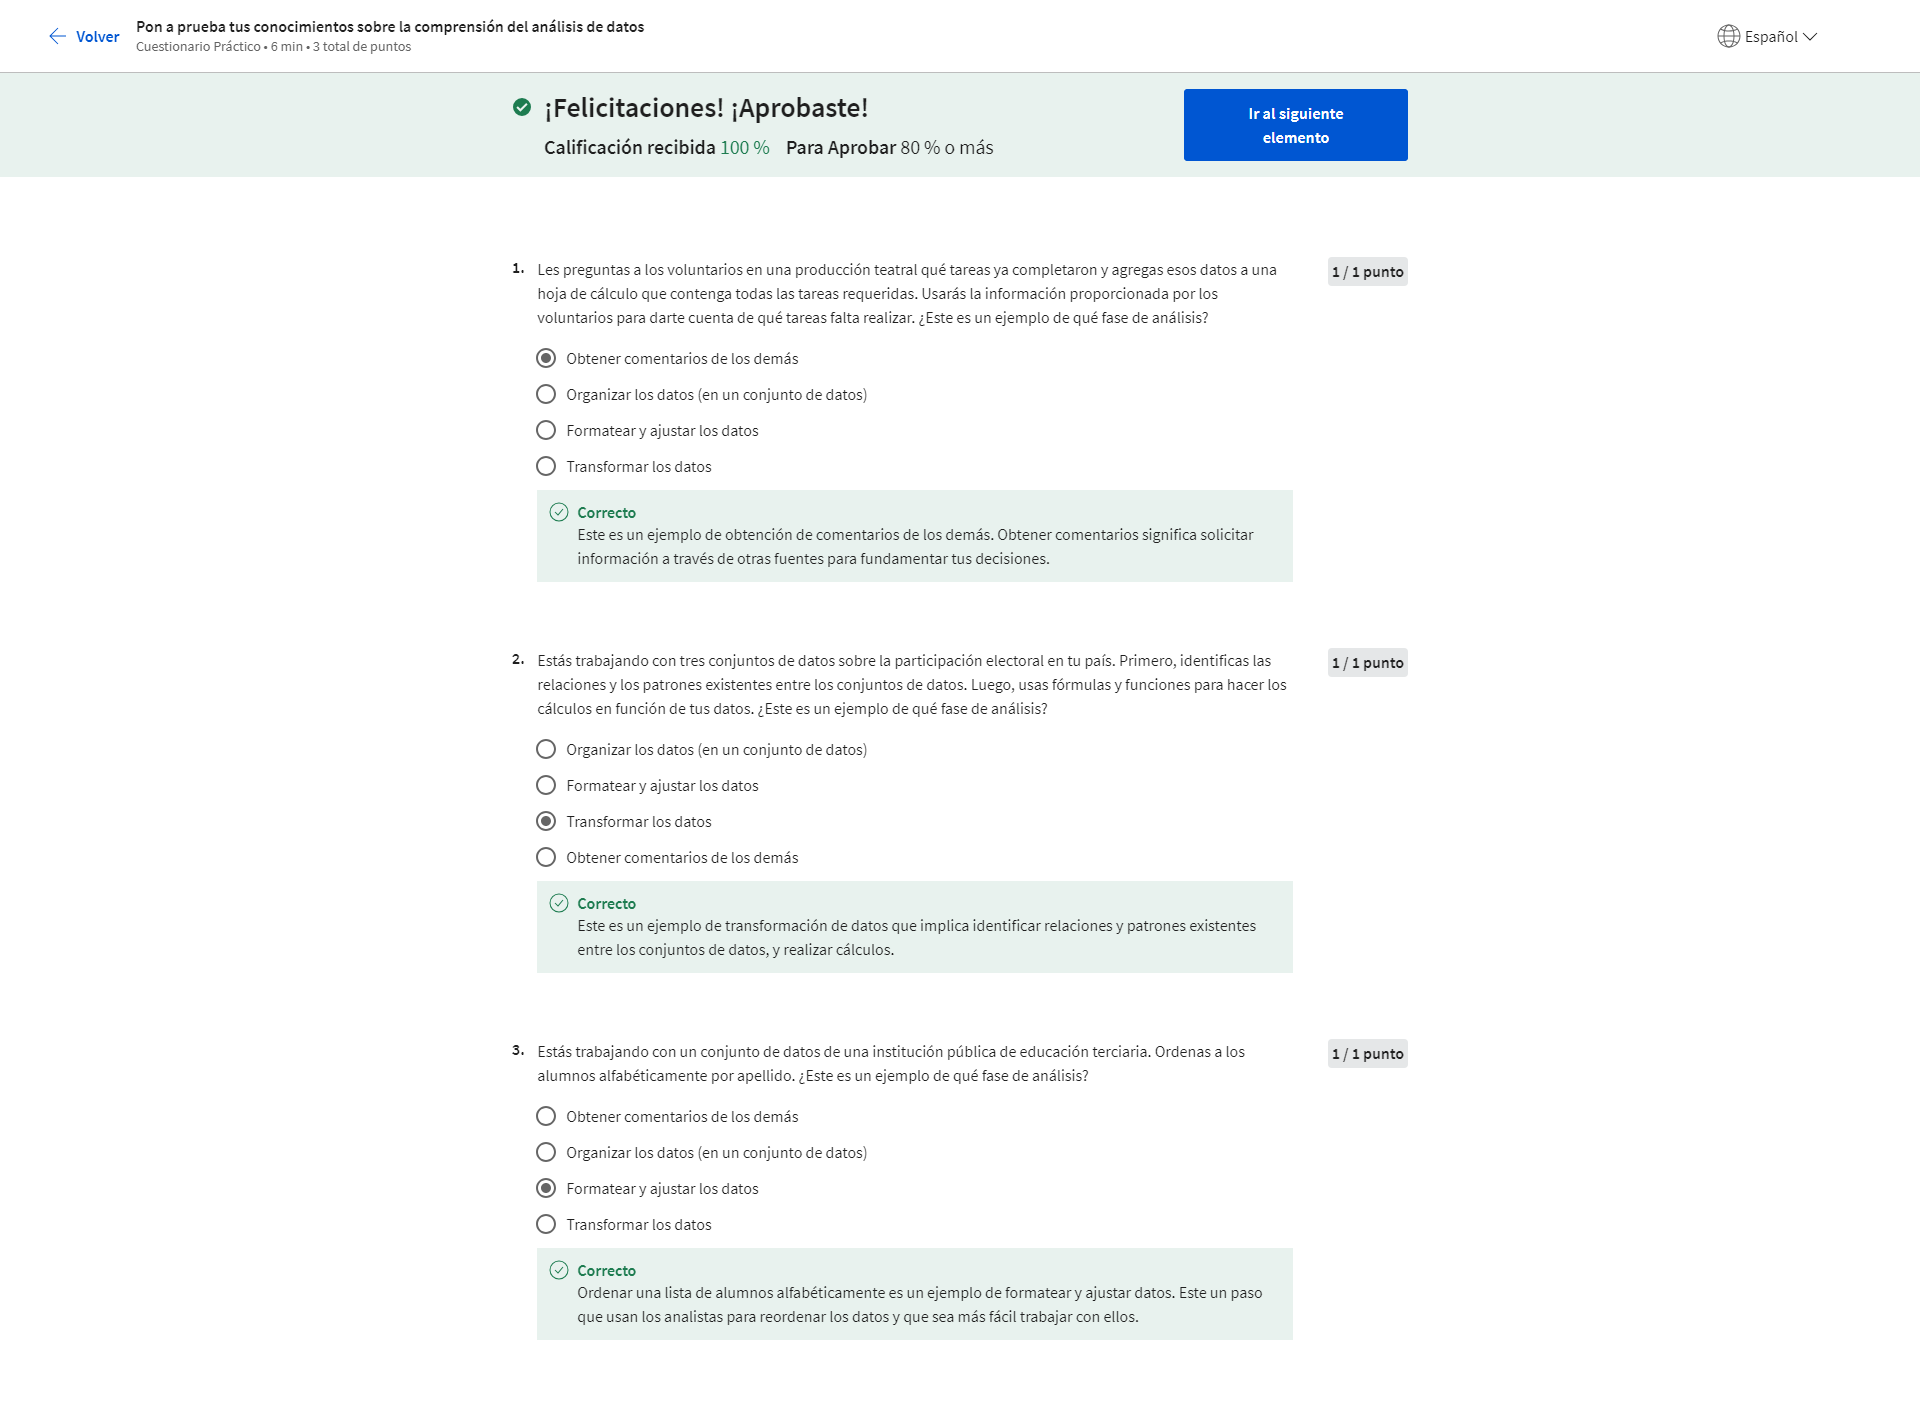 Volver
Pon a prueba tus conocimientos sobre la comprensión del análisis de datos
Cuestionario Práctico • 6 min • 3 total de puntos
Español
¡Felicitaciones! ¡Aprobaste!
Calificación recibida 100 % Para Aprobar 80 % o más
Ir al siguiente
elemento
1. Les preguntas a los voluntarios en una producción teatral qué tareas ya completaron y agregas esos datos a una
hoja de cálculo que contenga todas las tareas requeridas. Usarás la información proporcionada por los
voluntarios para darte cuenta de qué tareas falta realizar. ¿Este es un ejemplo de qué fase de análisis?
1 / 1 punto
Obtener comentarios de los demás
Organizar los datos (en un conjunto de datos)
Formatear y ajustar los datos
Transformar los datos
Correcto
Este es un ejemplo de obtención de comentarios de los demás. Obtener comentarios significa solicitar
información a través de otras fuentes para fundamentar tus decisiones.
2. Estás trabajando con tres conjuntos de datos sobre la participación electoral en tu país. Primero, identificas las
relaciones y los patrones existentes entre los conjuntos de datos. Luego, usas fórmulas y funciones para hacer los
cálculos en función de tus datos. ¿Este es un ejemplo de qué fase de análisis?
1 / 1 punto
Organizar los datos (en un conjunto de datos)
Formatear y ajustar los datos
Transformar los datos
Obtener comentarios de los demás
Correcto
Este es un ejemplo de transformación de datos que implica identificar relaciones y patrones existentes
entre los conjuntos de datos, y realizar cálculos.
3. Estás trabajando con un conjunto de datos de una institución pública de educación terciaria. Ordenas a los
alumnos alfabéticamente por apellido. ¿Este es un ejemplo de qué fase de análisis?
1 / 1 punto
Obtener comentarios de los demás
Organizar los datos (en un conjunto de datos)
Formatear y ajustar los datos
Transformar los datos
Correcto
Ordenar una lista de alumnos alfabéticamente es un ejemplo de formatear y ajustar datos. Este un paso
que usan los analistas para reordenar los datos y que sea más fácil trabajar con ellos.